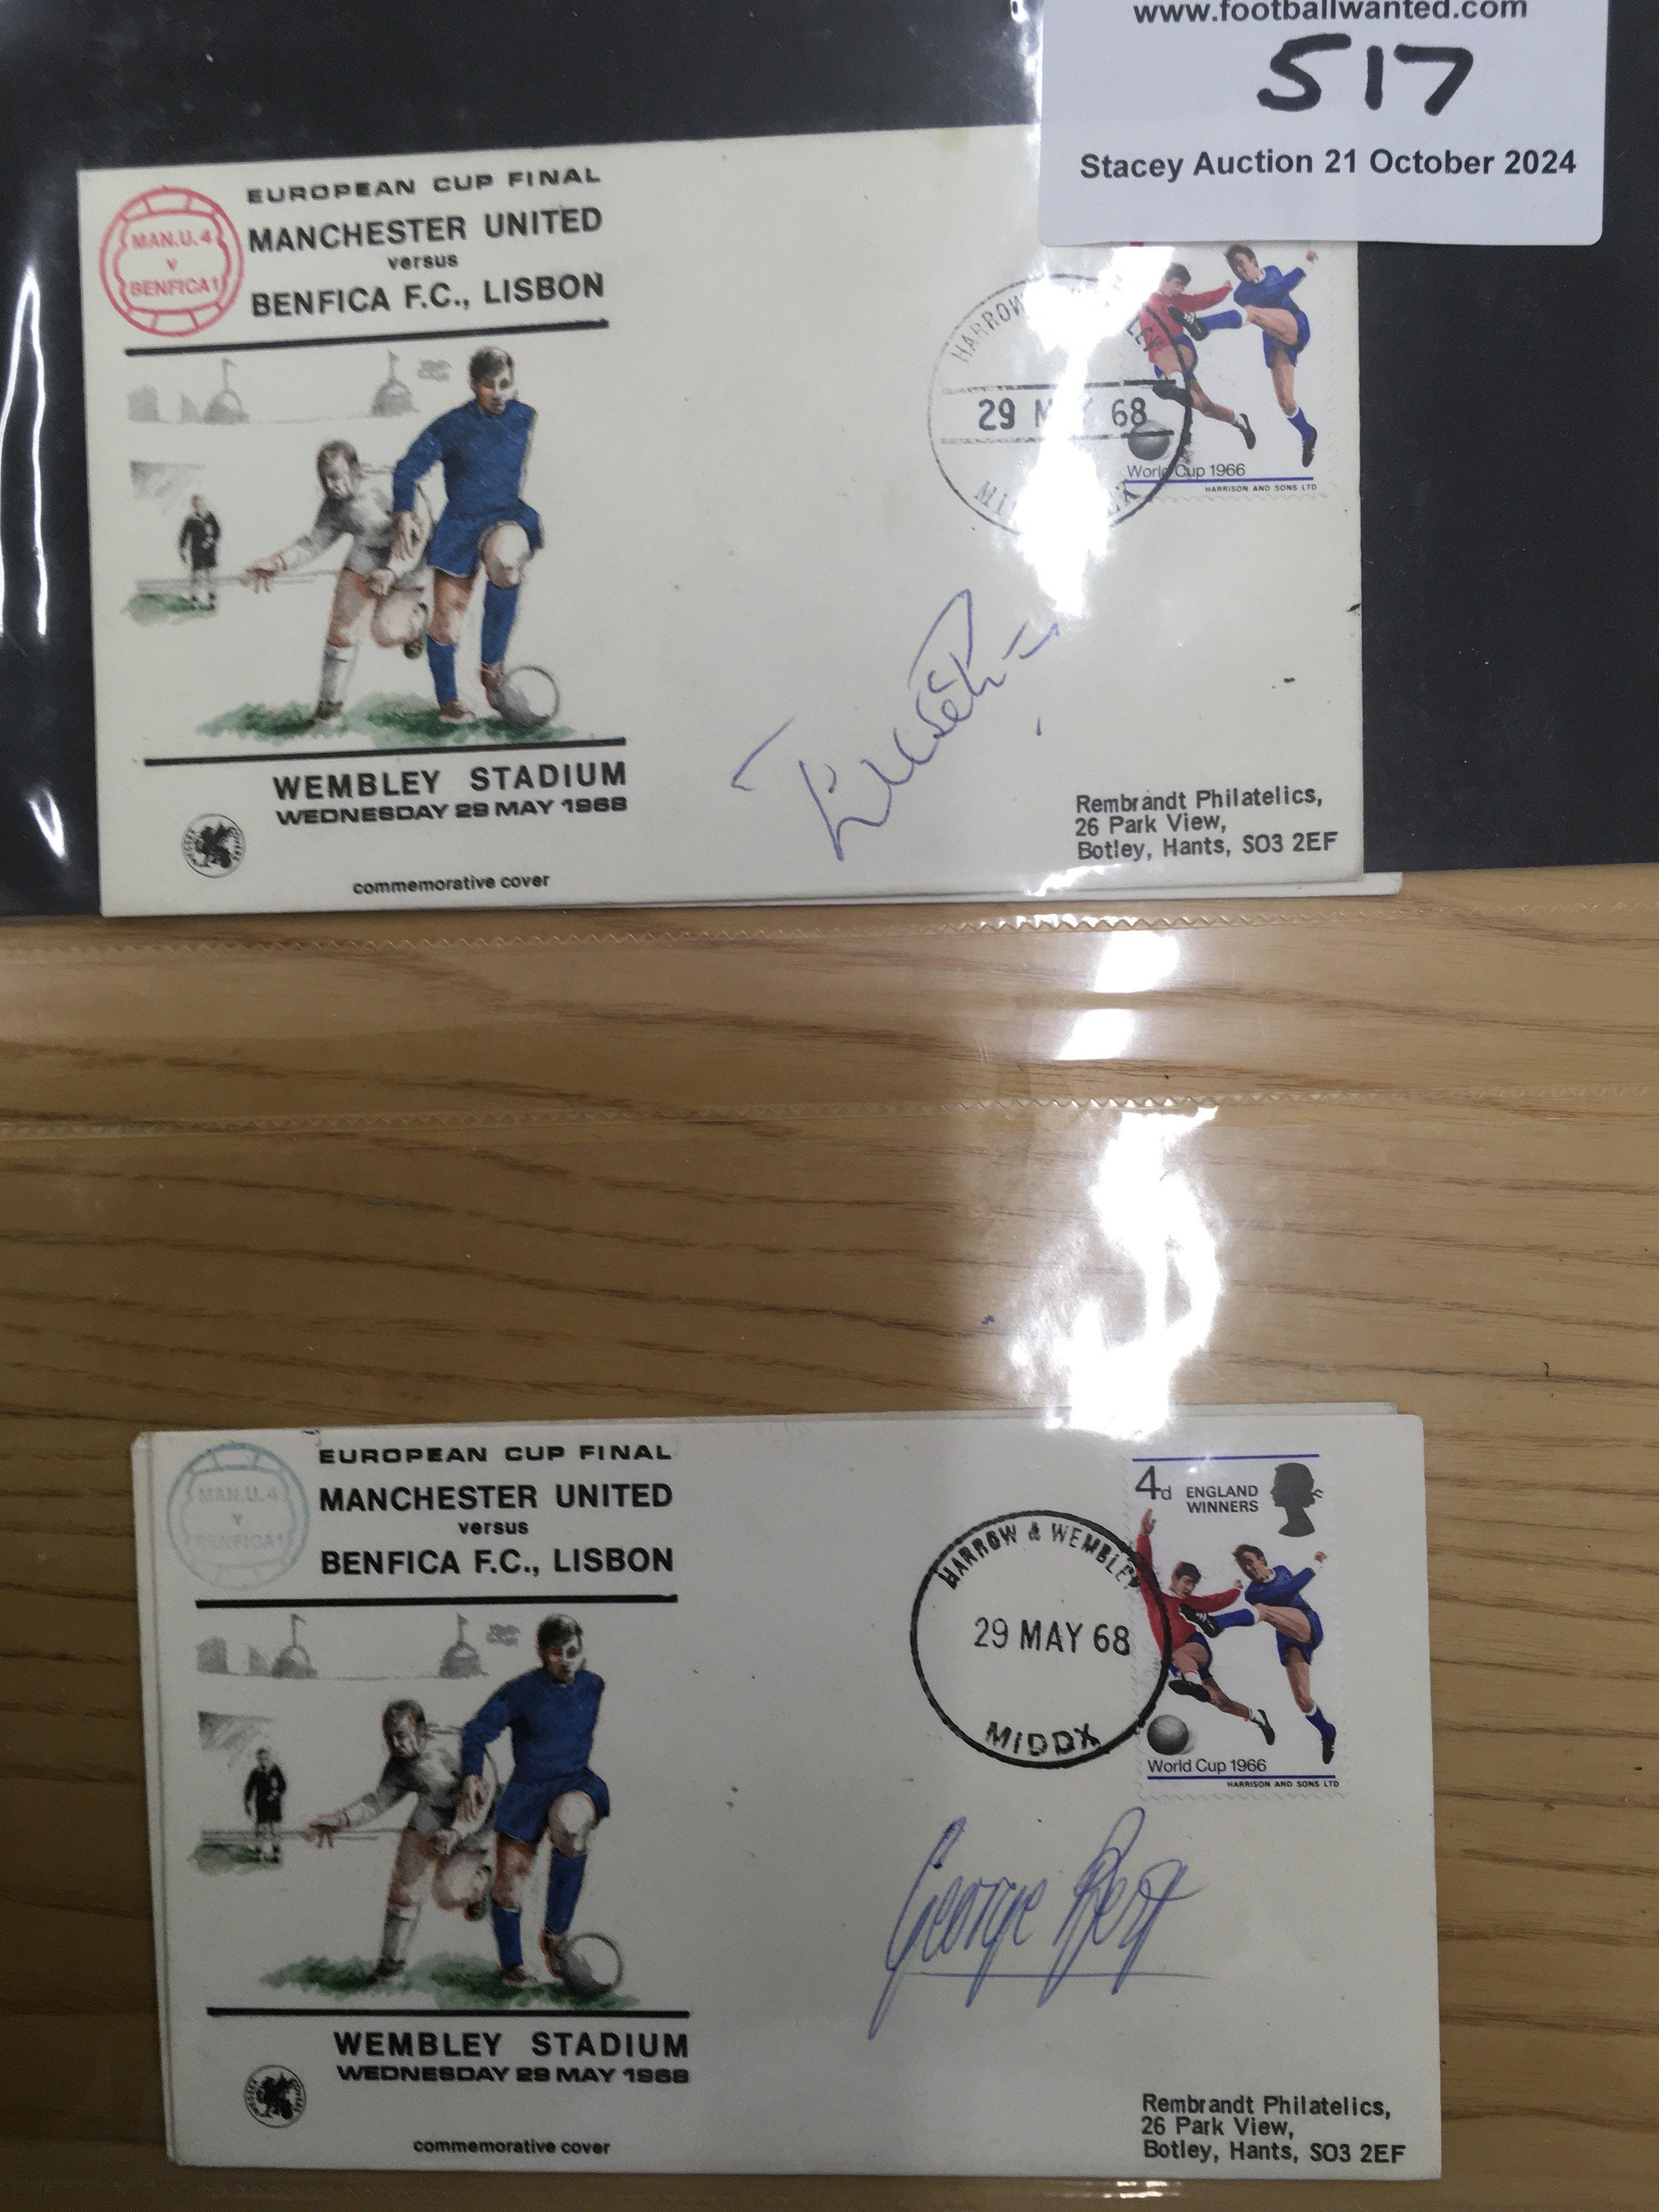 www.footballwanted.com
517
Stacey Auction 21 October 2024
MAN.U.4
v
BENFICA 1
EUROPEAN CUP FINAL
MANCHESTER UNITED
versus
BENFICA F.C., LISBON
HARROW
29 MAY 68
World Cup 1966
HARRISON AND SONS LTD
WEMBLEY STADIUM
WEDNESDAY 29 MAY 1968
commemorative cover
Rembrandt Philatelics,
26 Park View,
Botley, Hants, SO3 2EF
MAN.U.4
v
BENFICA 1
EUROPEAN CUP FINAL
MANCHESTER UNITED
versus
BENFICA F.C., LISBON
4d ENGLAND
WINNERS
HARROW & WEMBLEY
29 MAY 68
MIDDX
World Cup 1966
HARRISON AND SONS LTD
George Best
WEMBLEY STADIUM
WEDNESDAY 29 MAY 1968
commemorative cover
Rembrandt Philatelics,
26 Park View,
Botley, Hants, SO3 2EF